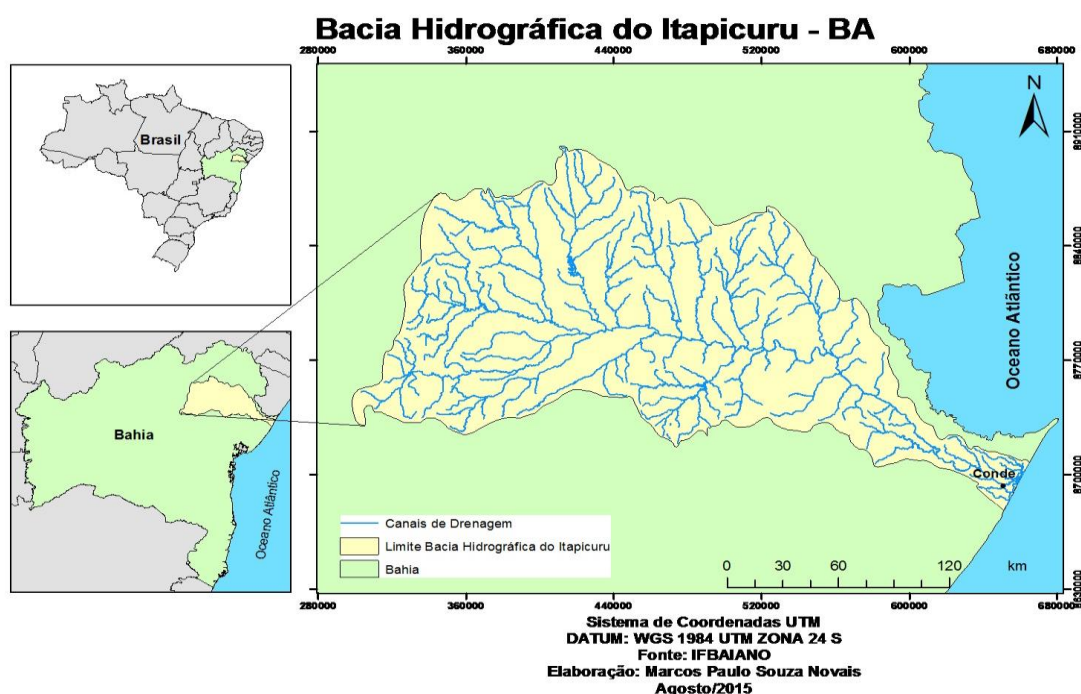 Bacia Hidrográfica do Itapicuru - BA
280000 360000 440000 520000 600000 680000
Brasil
N
8910000
8840000
8770000
8700000
8630000
Oceano Atlântico
Bahia
Oceano Atlântico
Conde
Canais de Drenagem
Limite Bacia Hidrográfica do Itapicuru
Bahia
0 30 60 120 km
280000 360000 440000 520000 600000 680000
Sistema de Coordenadas UTM
DATUM: WGS 1984 UTM ZONA 24 S
Fonte: IFBAIANO
Elaboração: Marcos Paulo Souza Novais
Agosto/2015